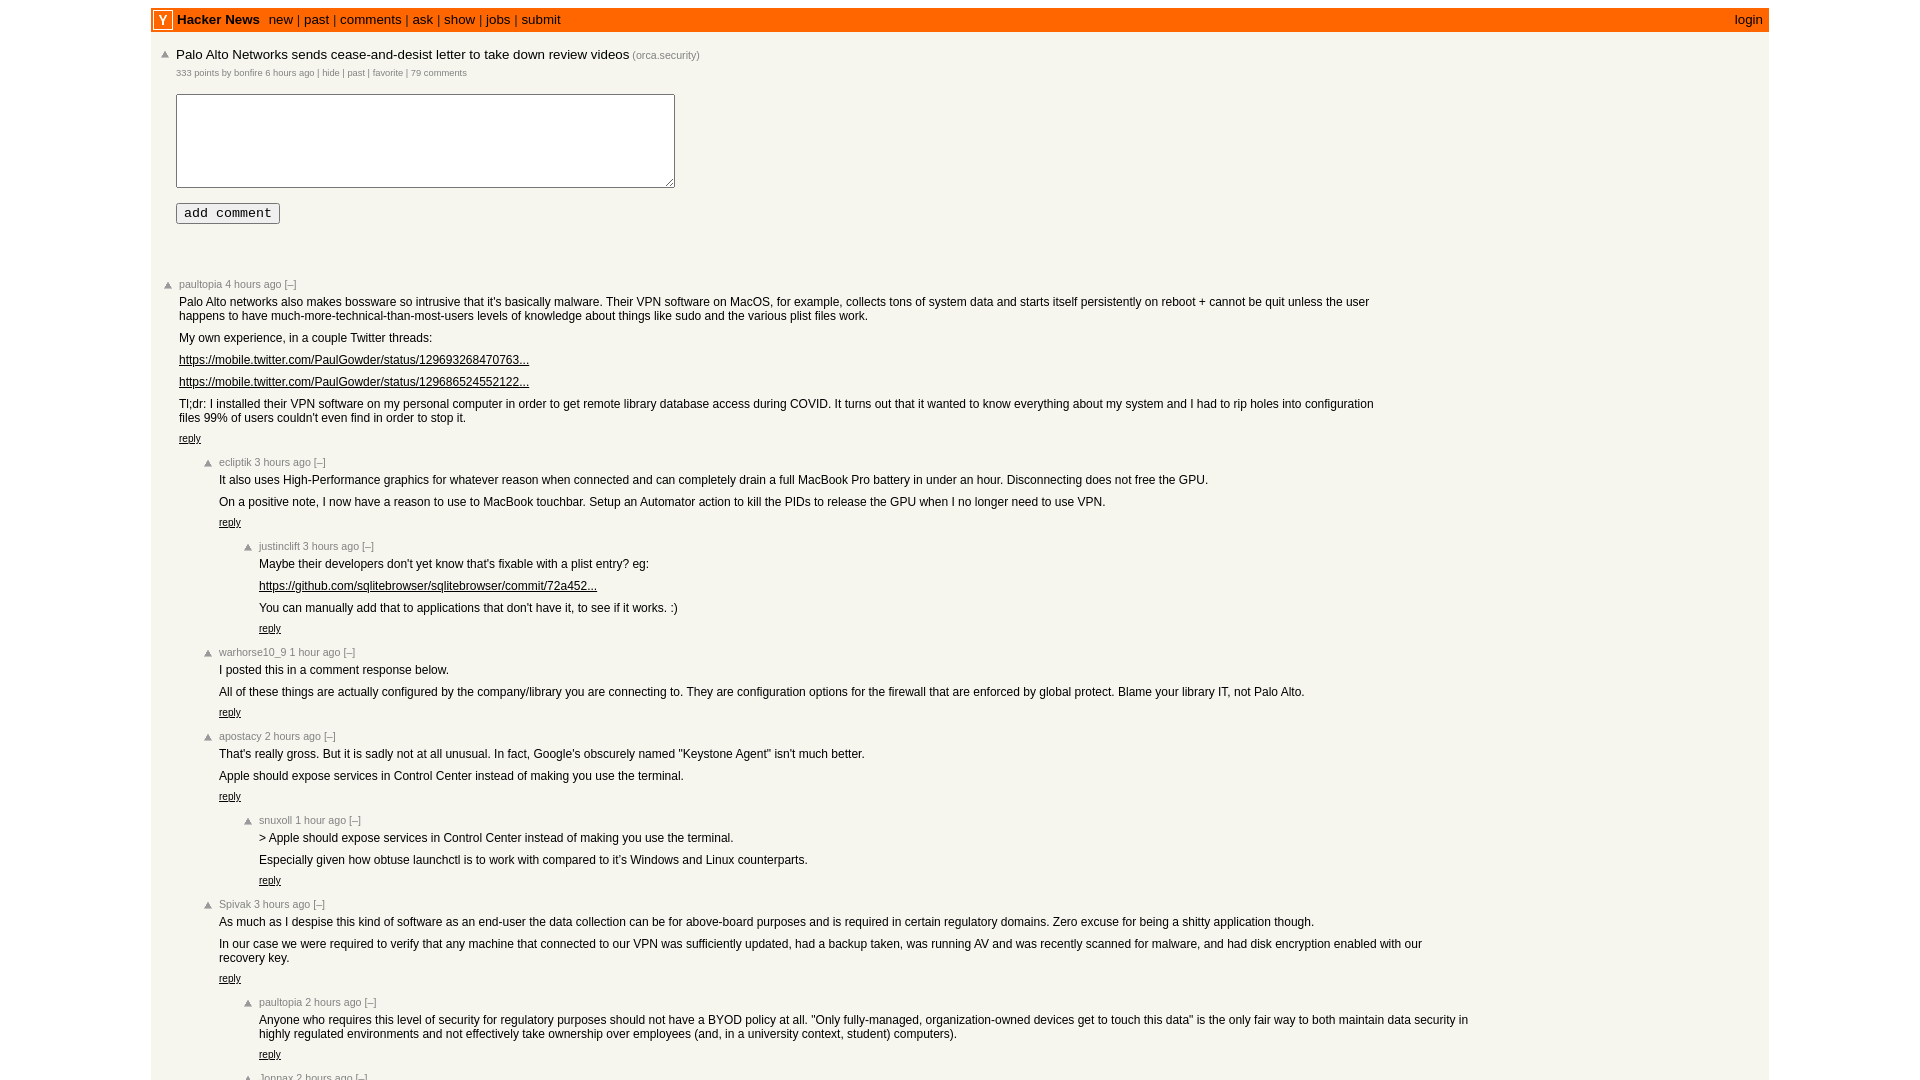 Y Hacker News new | past | comments | ask | show | jobs | submit login
Palo Alto Networks sends cease-and-desist letter to take down review videos (orca.security)
333 points by bonfire 6 hours ago | hide | past | favorite | 79 comments
add comment
paultopia 4 hours ago [–]
Palo Alto networks also makes bossware so intrusive that it's basically malware. Their VPN software on MacOS, for example, collects tons of system data and starts itself persistently on reboot + cannot be quit unless the user
happens to have much-more-technical-than-most-users levels of knowledge about things like sudo and the various plist files work.
My own experience, in a couple Twitter threads:
https://mobile.twitter.com/PaulGowder/status/129693268470763...
https://mobile.twitter.com/PaulGowder/status/129686524552122...
Tl;dr: I installed their VPN software on my personal computer in order to get remote library database access during COVID. It turns out that it wanted to know everything about my system and I had to rip holes into configuration
files 99% of users couldn't even find in order to stop it.
reply
ecliptik 3 hours ago [–]
It also uses High-Performance graphics for whatever reason when connected and can completely drain a full MacBook Pro battery in under an hour. Disconnecting does not free the GPU.
On a positive note, I now have a reason to use to MacBook touchbar. Setup an Automator action to kill the PIDs to release the GPU when I no longer need to use VPN.
reply
justinclift 3 hours ago [–]
Maybe their developers don't yet know that's fixable with a plist entry? eg:
https://github.com/sqlitebrowser/sqlitebrowser/commit/72a452...
You can manually add that to applications that don't have it, to see if it works. :)
reply
warhorse10_9 1 hour ago [–]
I posted this in a comment response below.
All of these things are actually configured by the company/library you are connecting to. They are configuration options for the firewall that are enforced by global protect. Blame your library IT, not Palo Alto.
reply
apostacy 2 hours ago [–]
That's really gross. But it is sadly not at all unusual. In fact, Google's obscurely named "Keystone Agent" isn't much better.
Apple should expose services in Control Center instead of making you use the terminal.
reply
snuxoll 1 hour ago [–]
> Apple should expose services in Control Center instead of making you use the terminal.
Especially given how obtuse launchctl is to work with compared to it's Windows and Linux counterparts.
reply
Spivak 3 hours ago [–]
As much as I despise this kind of software as an end-user the data collection can be for above-board purposes and is required in certain regulatory domains. Zero excuse for being a shitty application though.
In our case we were required to verify that any machine that connected to our VPN was sufficiently updated, had a backup taken, was running AV and was recently scanned for malware, and had disk encryption enabled with our
recovery key.
reply
paultopia 2 hours ago [–]
Anyone who requires this level of security for regulatory purposes should not have a BYOD policy at all. "Only fully-managed, organization-owned devices get to touch this data" is the only fair way to both maintain data security in
highly regulated environments and not effectively take ownership over employees (and, in a university context, student) computers).
reply
Jonnax 2 hours ago [–]